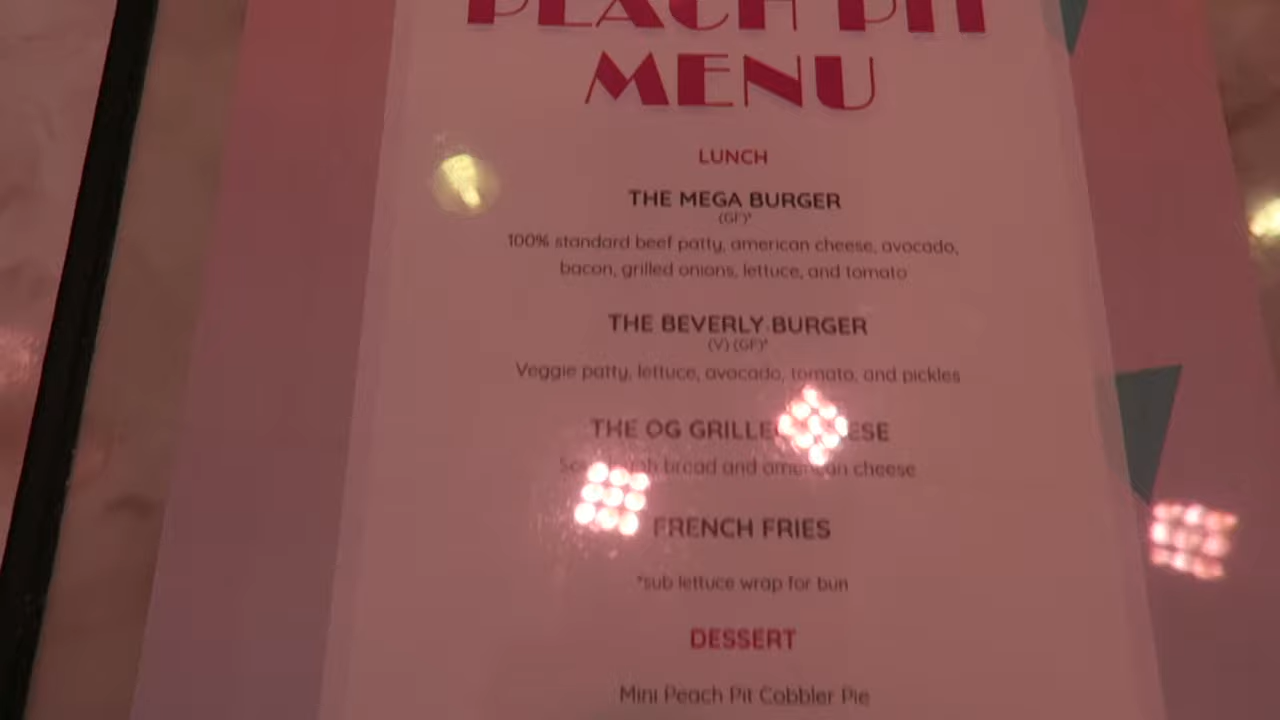 PEACH PIT
MENU
LUNCH
THE MEGA BURGER
(GF)*
100% standard beef patty, american cheese, avocado,
bacon, grilled onions, lettuce, and tomato
THE BEVERLY BURGER
(V) (GF)*
Veggie patty, lettuce, avocado, tomato, and pickles
THE OG GRILLED CHEESE
bread and american cheese
FRENCH FRIES
*sub lettuce wrap for bun
DESSERT
Mini Peach Pit Cobbler Pie